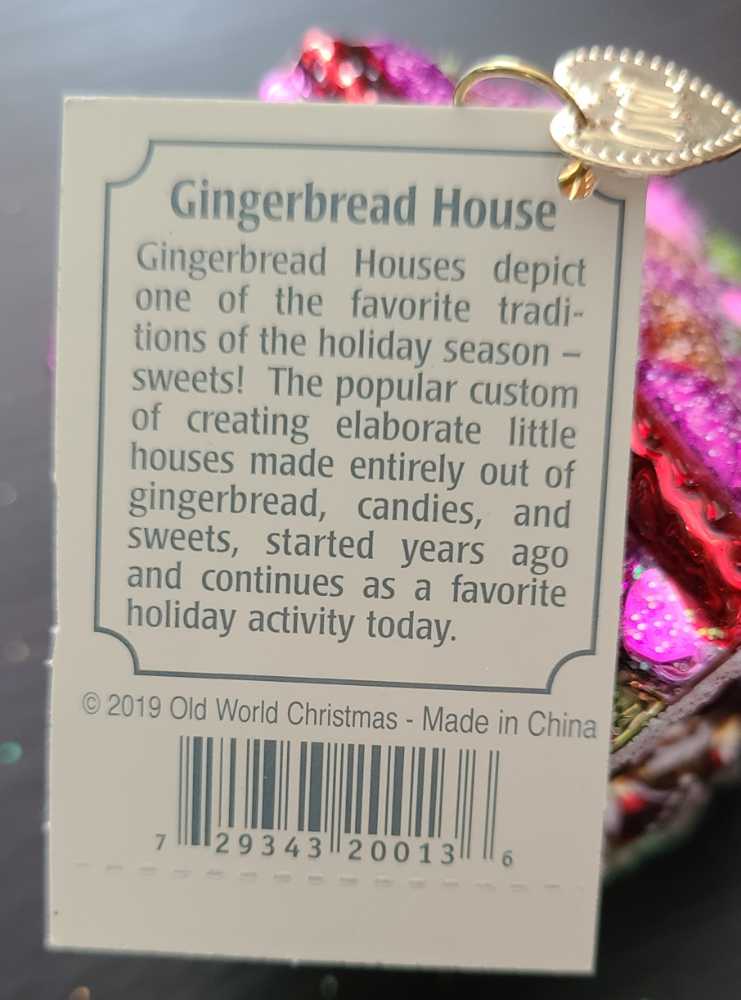 Gingerbread House
Gingerbread Houses depict
one of the favorite tradi-
tions of the holiday season –
sweets! The popular custom
of creating elaborate little
houses made entirely out of
gingerbread, candies, and
sweets, started years ago
and continues as a favorite
holiday activity today.
© 2019 Old World Christmas - Made in China
7 29343 20013 6